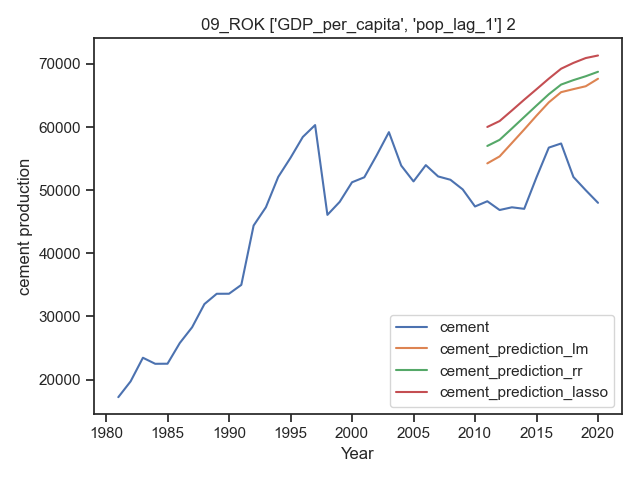 09_ROK ['GDP_per_capita', 'pop_lag_1'] 2
70000
60000
50000
40000
30000
20000
cement production
1980
1985
1990
1995
2000
2005
2010
2015
2020
Year
cement
cement_prediction_lm
cement_prediction_rr
cement_prediction_lasso